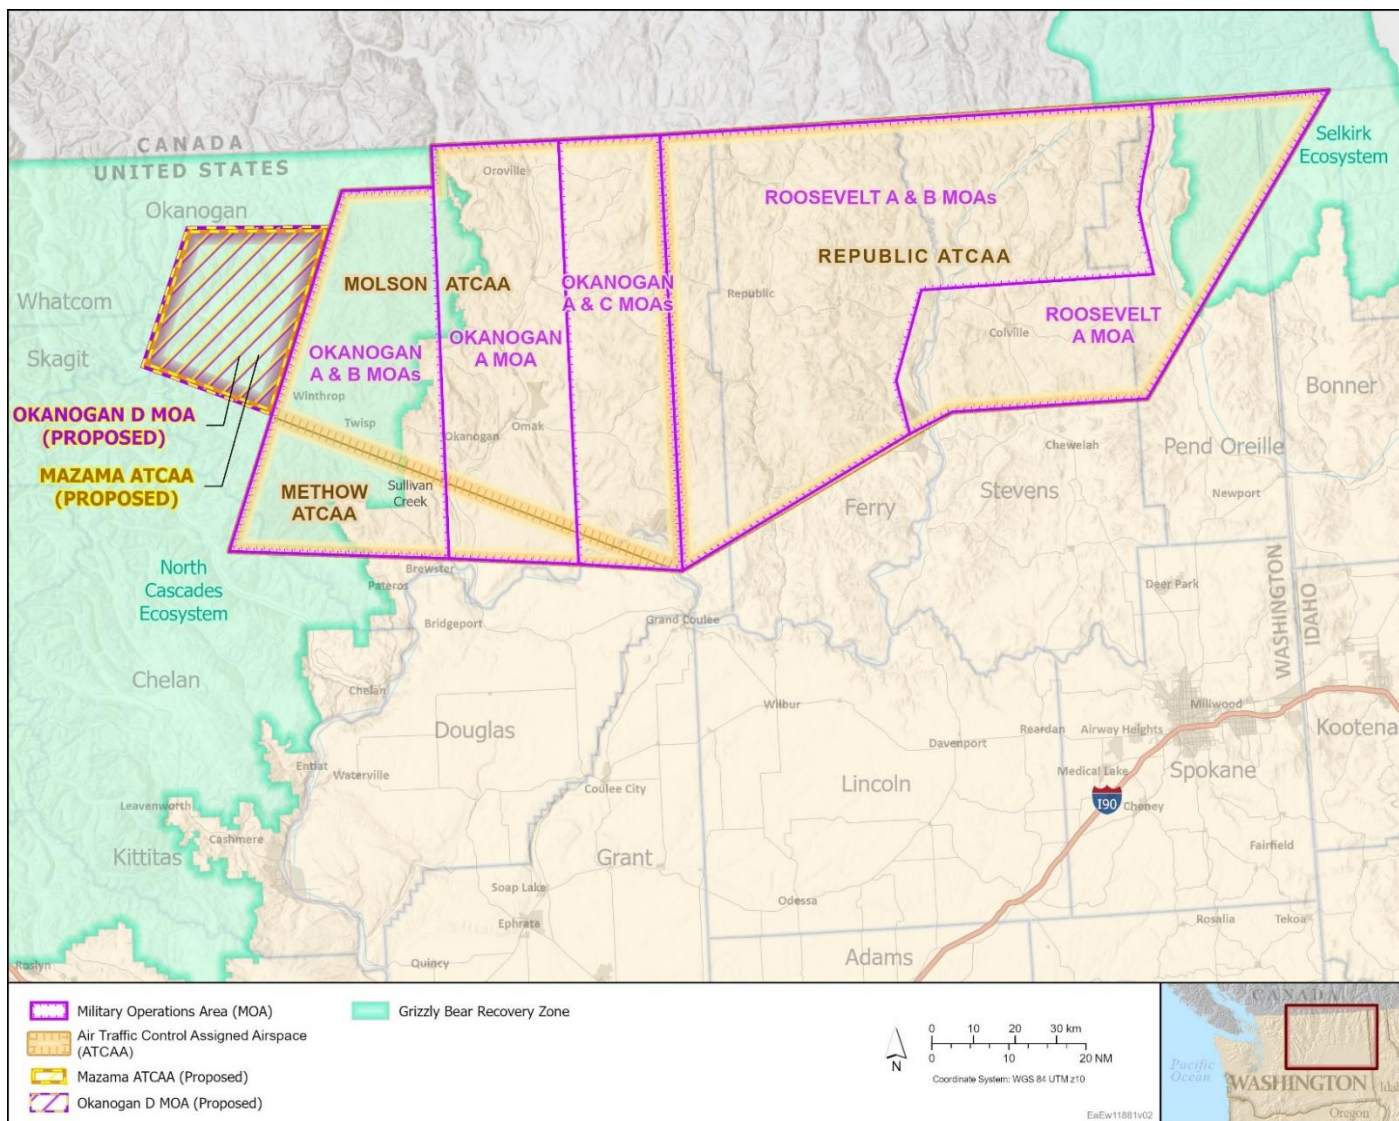 CANADA
UNITED STATES
Okanogan
Whatcom
Skagit
Oroville
MOLSON ATCAA
OKANOGAN
A & B MOAs
OKANOGAN
A MOA
OKANOGAN
A & C MOAs
ROOSEVELT A & B MOAs
REPUBLIC ATCAA
ROOSEVELT
A MOA
Selkirk
Ecosystem
Republic
Colville
Bonner
Winthrop
Twisp
Okanogan
Omak
OKANOGAN D MOA
(PROPOSED)
MAZAMA ATCAA
(PROPOSED)
METHOW
ATCAA
Sullivan
Creek
Chewelah
Pend Oreille
Newport
Ferry
Stevens
North
Cascades
Ecosystem
Brewster
Pateros
Bridgeport
Grand Coulee
Deer Park
WASHINGTON
IDAHO
Chelan
Chelan
Douglas
Wilbur
Millwood
Reardan
Airway Heights
Davenport
Kootena
Entiat
Waterville
Medical Lake
Spokane
Lincoln
Coulee City
Leavenworth
I90
Cheney
Cashmere
Kittitas
Grant
Fairfield
Soap Lake
Odessa
Ephrata
Rosalia
Tekoa
Quincy
Adams
Roslyn
Military Operations Area (MOA)
Air Traffic Control Assigned Airspace
(ATCAA)
Mazama ATCAA (Proposed)
Okanogan D MOA (Proposed)
Grizzly Bear Recovery Zone
N
0 10 20 30 km
0 10 20 NM
Coordinate System: WGS 84 UTM z10
EaEw11881v02
CANADA
Pacific
Ocean
WASHINGTON
Idah
Oregon